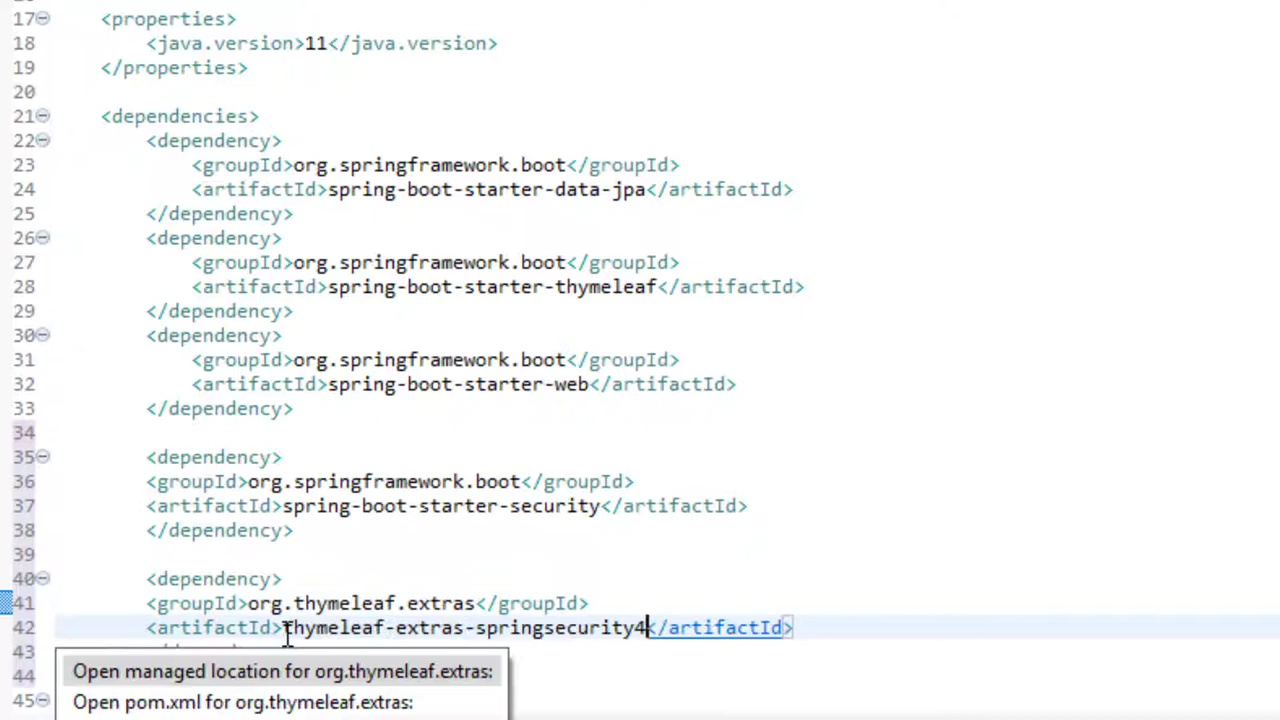 17 <properties>
18 <java.version>11</java.version>
19 </properties>
20
21 <dependencies>
22 <dependency>
23 <groupId>org.springframework.boot</groupId>
24 <artifactId>spring-boot-starter-data-jpa</artifactId>
25 </dependency>
26 <dependency>
27 <groupId>org.springframework.boot</groupId>
28 <artifactId>spring-boot-starter-thymeleaf</artifactId>
29 </dependency>
30 <dependency>
31 <groupId>org.springframework.boot</groupId>
32 <artifactId>spring-boot-starter-web</artifactId>
33 </dependency>
34
35 <dependency>
36 <groupId>org.springframework.boot</groupId>
37 <artifactId>spring-boot-starter-security</artifactId>
38 </dependency>
39
40 <dependency>
41 <groupId>org.thymeleaf.extras</groupId>
42 <artifactId>thymeleaf-extras-springsecurity4</artifactId>
43
44
45
Open managed location for org.thymeleaf.extras:
Open pom.xml for org.thymeleaf.extras: